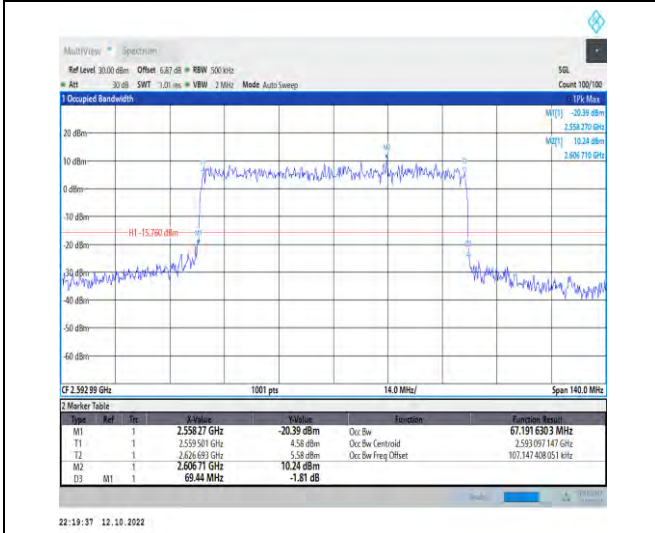 MultiView Spectrum
Ref Level 30.00 dBm Offset 6.87 dB RBW 500 kHz SGL
Att 30 dB SWT 1.01 ms VBW 2 MHz Mode Auto Sweep Count 100/100
1 Occupied Bandwidth 1Pk Max
M1[1] -20.39 dBm
2.558 270 GHz
M2[1] 10.24 dBm
2.606 710 GHz
20 dBm
10 dBm
0 dBm
-10 dBm
H1 -15.760 dBm
-20 dBm
-30 dBm
-40 dBm
-50 dBm
-60 dBm
CF 2.592 99 GHz 1001 pts 14.0 MHz/ Span 140.0 MHz
2 Marker Table
Type Ref Trc X-Value Y-Value Function Function Result
M1 1 2.558 27 GHz -20.39 dBm Occ Bw 67.191 630 3 MHz
T1 1 2.559 501 GHz 4.58 dBm Occ Bw Centroid 2.593 097 147 GHz
T2 1 2.626 693 GHz 5.58 dBm Occ Bw Freq Offset 107.147 408 051 kHz
M2 1 2.606 71 GHz 10.24 dBm
D3 M1 1 69.44 MHz -1.81 dB
22:19:37 12.10.2022